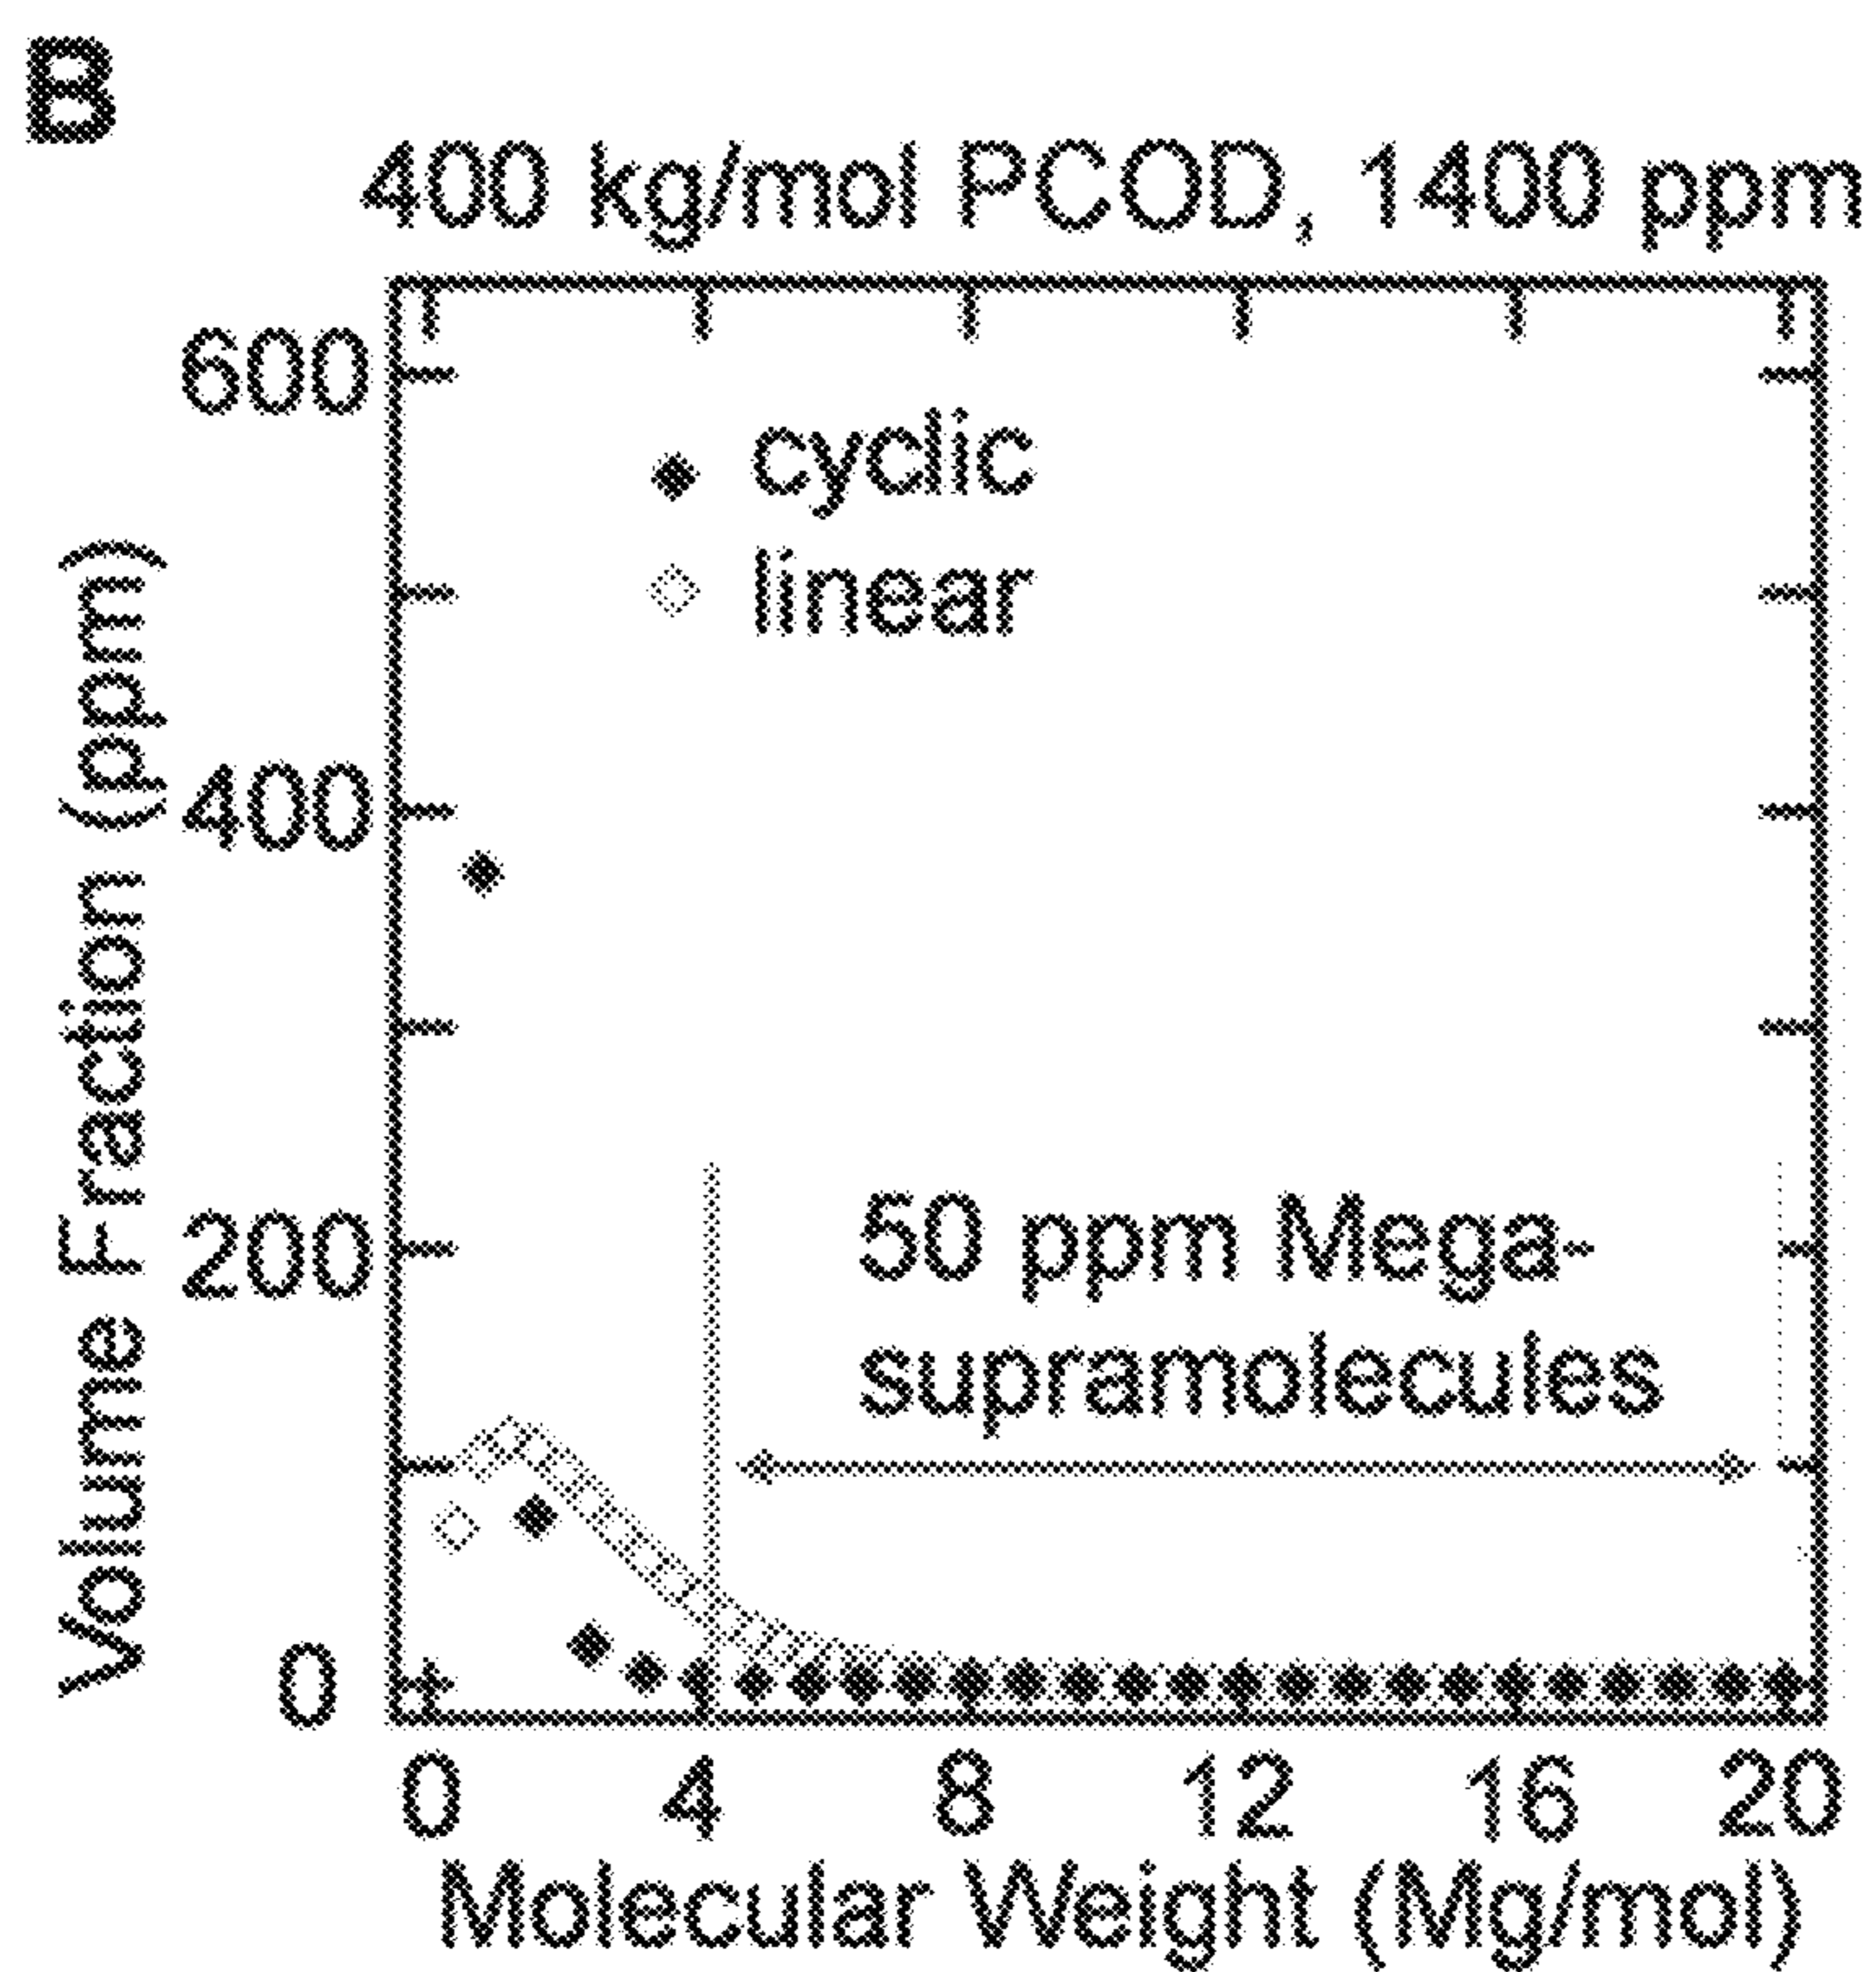 B
400 kg/mol PCOD, 1400 ppm
600
400
200
0
Volume Fraction (ppm)
cyclic
linear
50 ppm Mega-
supramolecules
0 4 8 12 16 20
Molecular Weight (Mg/mol)